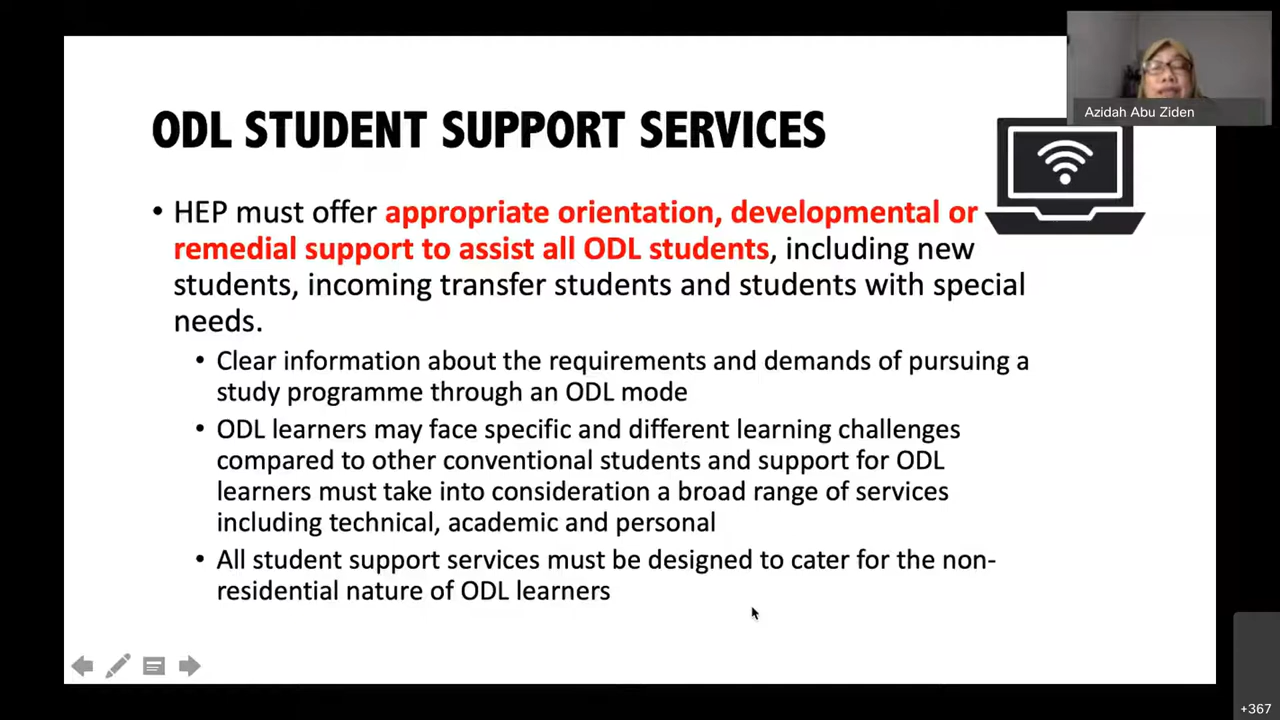 Azidah Abu Ziden
ODL STUDENT SUPPORT SERVICES
• HEP must offer appropriate orientation, developmental or
remedial support to assist all ODL students, including new
students, incoming transfer students and students with special
needs.
• Clear information about the requirements and demands of pursuing a
study programme through an ODL mode
• ODL learners may face specific and different learning challenges
compared to other conventional students and support for ODL
learners must take into consideration a broad range of services
including technical, academic and personal
• All student support services must be designed to cater for the non-
residential nature of ODL learners
+367